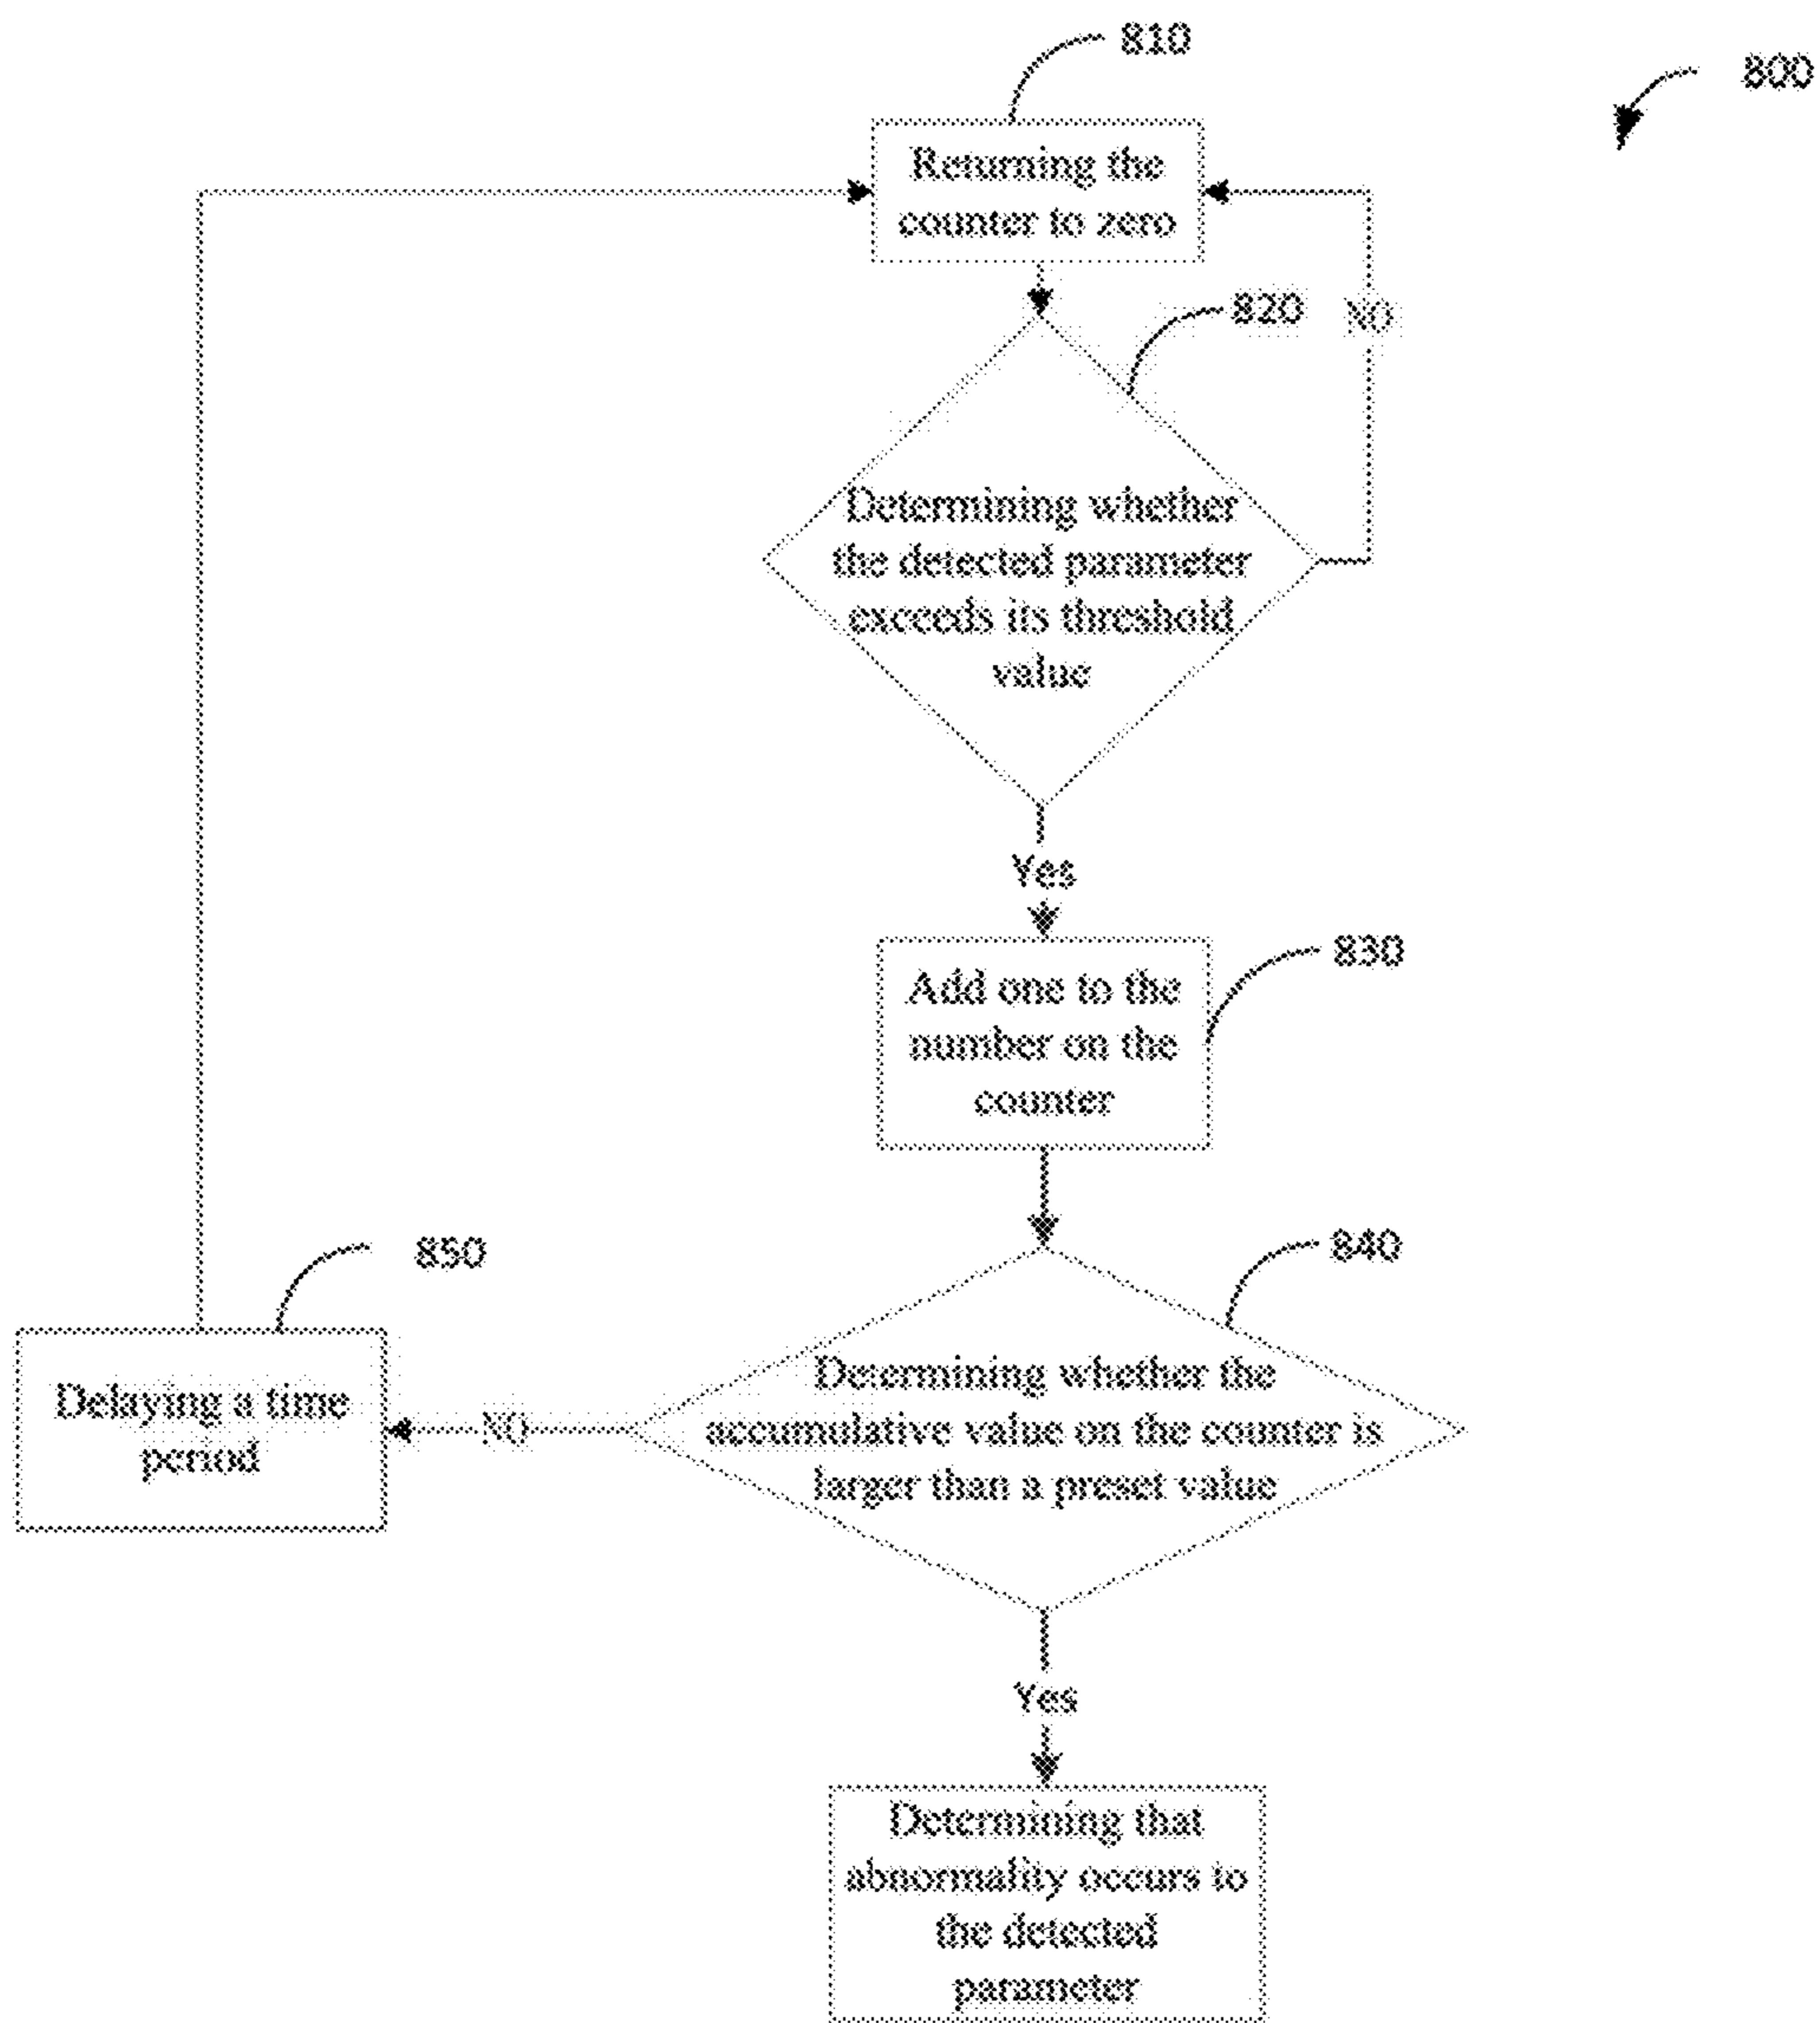 810
800
Returning the
counter to zero
820
NO
Determining whether
the detected parameter
exceeds its threshold
value
Yes
Add one to the
number on the
counter
830
850
840
Delaying a time
period
NO
Determining whether the
accumulative value on the counter is
larger than a preset value
Yes
Determining that
abnormality occurs to
the detected
parameter